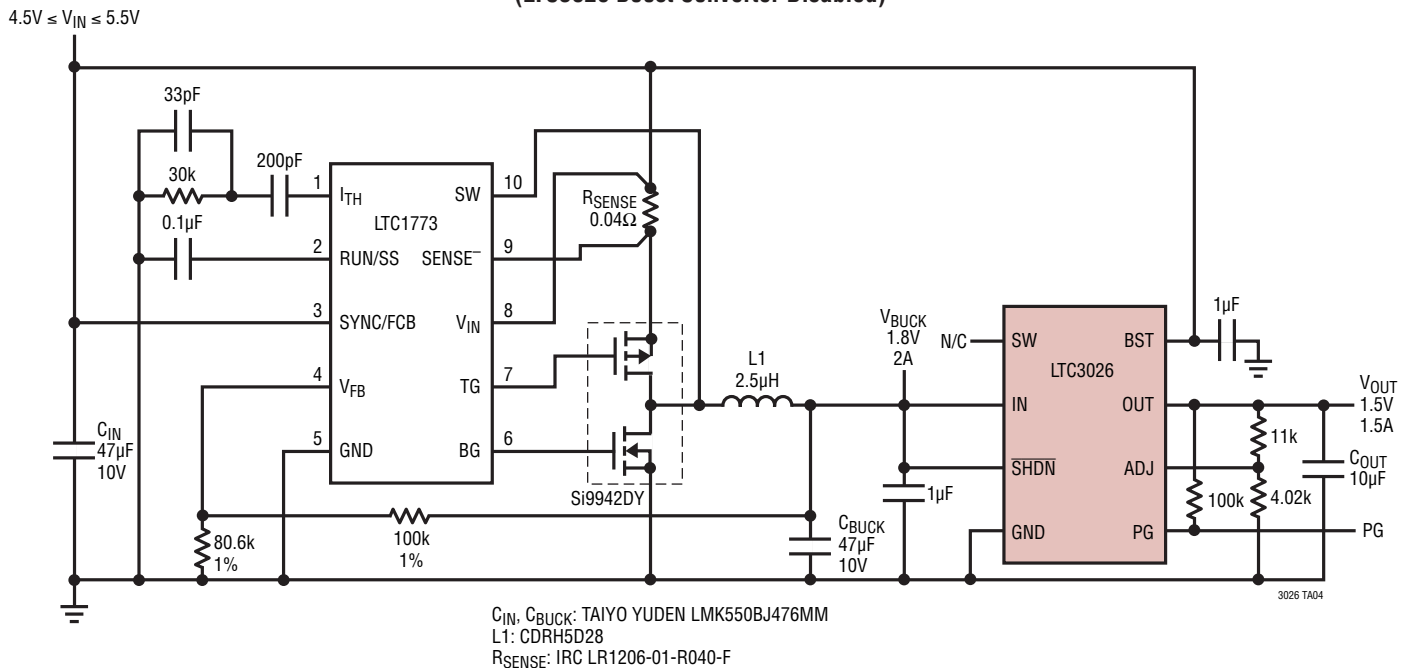 (LTC3026 Boost Converter Disabled)
4.5V ≤ VIN ≤ 5.5V
33pF
30k
200pF
0.1µF
1
ITH
LTC1773
SW
10
2
RUN/SS
SENSE–
9
3
SYNC/FCB
VIN
8
4
VFB
TG
7
5
GND
BG
6
RSENSE
0.04Ω
Si9942DY
CIN
47µF
10V
80.6k
1%
100k
1%
L1
2.5µH
CBUCK
47µF
10V
VBUCK
1.8V
2A
1µF
N/C
SW
BST
LTC3026
IN
OUT
SHDN
ADJ
GND
PG
1µF
VOUT
1.5V
1.5A
11k
4.02k
100k
COUT
10µF
PG
3026 TA04
CIN, CBUCK: TAIYO YUDEN LMK550BJ476MM
L1: CDRH5D28
RSENSE: IRC LR1206-01-R040-F